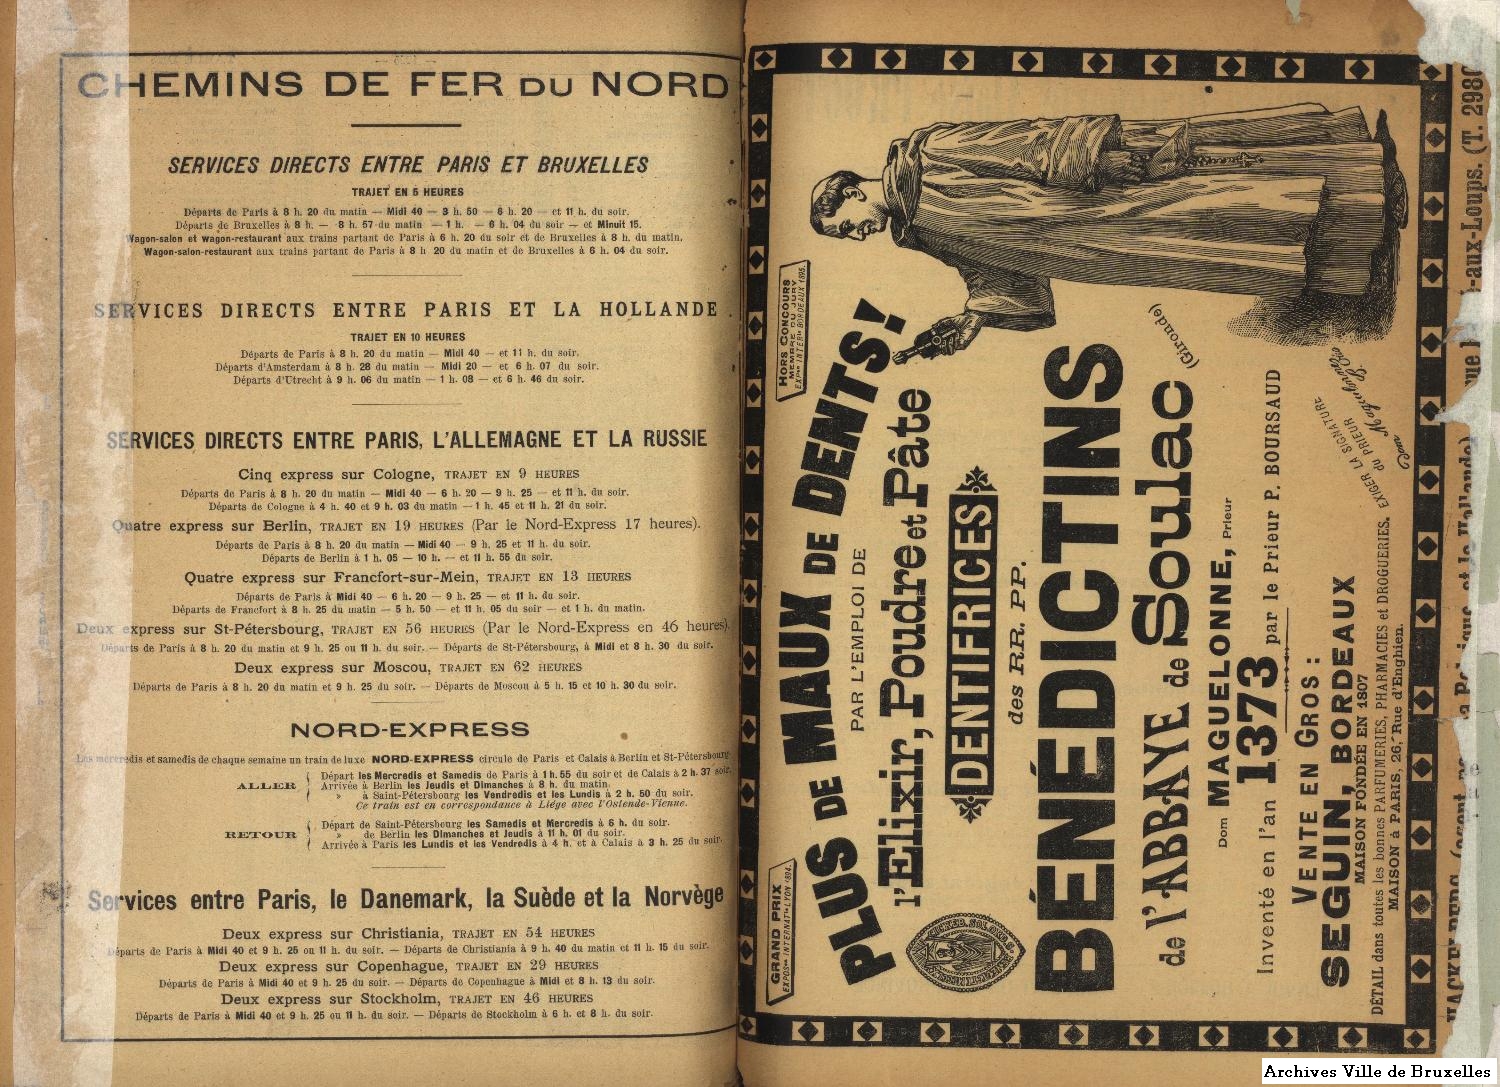 CHEMINS DE FER DU NORD
SERVICES DIRECTS ENTRE PARIS ET BRUXELLES
TRAJET EN 5 HEURES
Départs de Paris à 8 h. 20 du matin — Midi 40 — 3 h. 50 — 6 h. 20 — et 11 h. du soir.
Départs de Bruxelles à 8 h. — 8 h. 57 du matin — 1 h. — 6 h. 04 du soir — et Minuit 15.
Wagon-salon et wagon-restaurant aux trains partant de Paris à 6 h. 20 du soir et de Bruxelles à 8 h. du matin.
Wagon-salon-restaurant aux trains partant de Paris à 8 h 20 du matin et de Bruxelles à 6 h. 04 du soir.
SERVICES DIRECTS ENTRE PARIS ET LA HOLLANDE
TRAJET EN 10 HEURES
Départs de Paris à 8 h. 20 du matin — Midi 40 — et 11 h. du soir.
Départs d'Amsterdam à 8 h. 28 du matin — Midi 20 — et 6 h. 07 du soir.
Départs d'Utrecht à 9 h. 06 du matin — 1 h. 08 — et 6 h. 46 du soir.
SERVICES DIRECTS ENTRE PARIS, L'ALLEMAGNE ET LA RUSSIE
Cinq express sur Cologne, TRAJET EN 9 HEURES
Départs de Paris à 8 h. 20 du matin — Midi 40 — 6 h. 20 — 9 h. 25 — et 11 h. du soir.
Départs de Cologne à 4 h. 40 et 9 h. 03 du matin — 1 h. 45 et 11 h. 21 du soir.
Quatre express sur Berlin, TRAJET EN 19 HEURES (Par le Nord-Express 17 heures).
Départs de Paris à 8 h. 20 du matin — Midi 40 — 9 h. 25 et 11 h. du soir.
Départs de Berlin à 1 h. 05 — 10 h. — et 11 h. 55 du soir.
Quatre express sur Francfort-sur-Mein, TRAJET EN 13 HEURES
Départs de Paris à Midi 40 — 6 h. 20 — 9 h. 25 — et 11 h. du soir.
Départs de Francfort à 8 h. 25 du matin — 5 h. 50 — et 11 h. 05 du soir — et 1 h. du matin.
Deux express sur St-Pétersbourg, TRAJET EN 56 HEURES (Par le Nord-Express en 46 heures).
Départs de Paris à 8 h. 20 du matin et 9 h. 25 ou 11 h. du soir. — Départs de St-Pétersbourg, à Midi et 8 h. 30 du soir.
Deux express sur Moscou, TRAJET EN 62 HEURES
Départs de Paris à 8 h. 20 du matin et 9 h. 25 du soir. — Départs de Moscou à 5 h. 15 et 10 h. 30 du soir.
NORD-EXPRESS
Les mercredis et samedis de chaque semaine un train de luxe NORD-EXPRESS circule de Paris et Calais à Berlin et St-Pétersbourg
ALLER
Départ les Mercredis et Samedis de Paris à 1 h. 55 du soir et de Calais à 2 h. 37 soir.
Arrivée à Berlin les Jeudis et Dimanches à 8 h. du matin.
» à Saint-Pétersbourg les Vendredis et les Lundis à 2 h. 50 du soir.
Ce train est en correspondance à Liége avec l'Ostende-Vienne.
RETOUR
Départ de Saint-Pétersbourg les Samedis et Mercredis à 6 h. du soir.
» de Berlin les Dimanches et Jeudis à 11 h. 01 du soir.
Arrivée à Paris les Lundis et les Vendredis à 4 h. et à Calais à 3 h. 25 du soir.
Services entre Paris, le Danemark, la Suède et la Norvège
Deux express sur Christiania, TRAJET EN 54 HEURES
Départs de Paris à Midi 40 et 9 h. 25 ou 11 h. du soir. — Départs de Christiania à 9 h. 40 du matin et 11 h. 15 du soir.
Deux express sur Copenhague, TRAJET EN 29 HEURES
Départs de Paris à Midi 40 et 9 h. 25 du soir. — Départs de Copenhague à Midi et 8 h. 13 du soir.
Deux express sur Stockholm, TRAJET EN 46 HEURES
Départs de Paris à Midi 40 et 9 h. 25 ou 11 h. du soir. — Départs de Stockholm à 6 h. et 8 h. du soir.
GRAND PRIX
EXPOSon INTERNATle LYON 1894.
HORS CONCOURS
MEMBRE DU JURY
EXPon INTERle BORDEAUX 1895.
PLUS DE MAUX DE DENTS!
PAR L'EMPLOI DE
l'Elixir, Poudre et Pâte
DENTIFRICES
des RR. PP.
BÉNÉDICTINS
de l'ABBAYE de Soulac (Gironde)
Dom MAGUELONNE, Prieur
Inventé en l'an 1373 par le Prieur P. BOURSAUD
VENTE EN GROS :
SEGUIN, BORDEAUX
MAISON FONDÉE EN 1807
MAISON à PARIS, 26, Rue d'Enghien.
DÉTAIL dans toutes les bonnes PARFUMERIES, PHARMACIES et DROGUERIES.
EXIGER LA SIGNATURE
du PRIEUR
Dom Maguelonne
-aux-Loups. (T. 2980
Archives Ville de Bruxelles